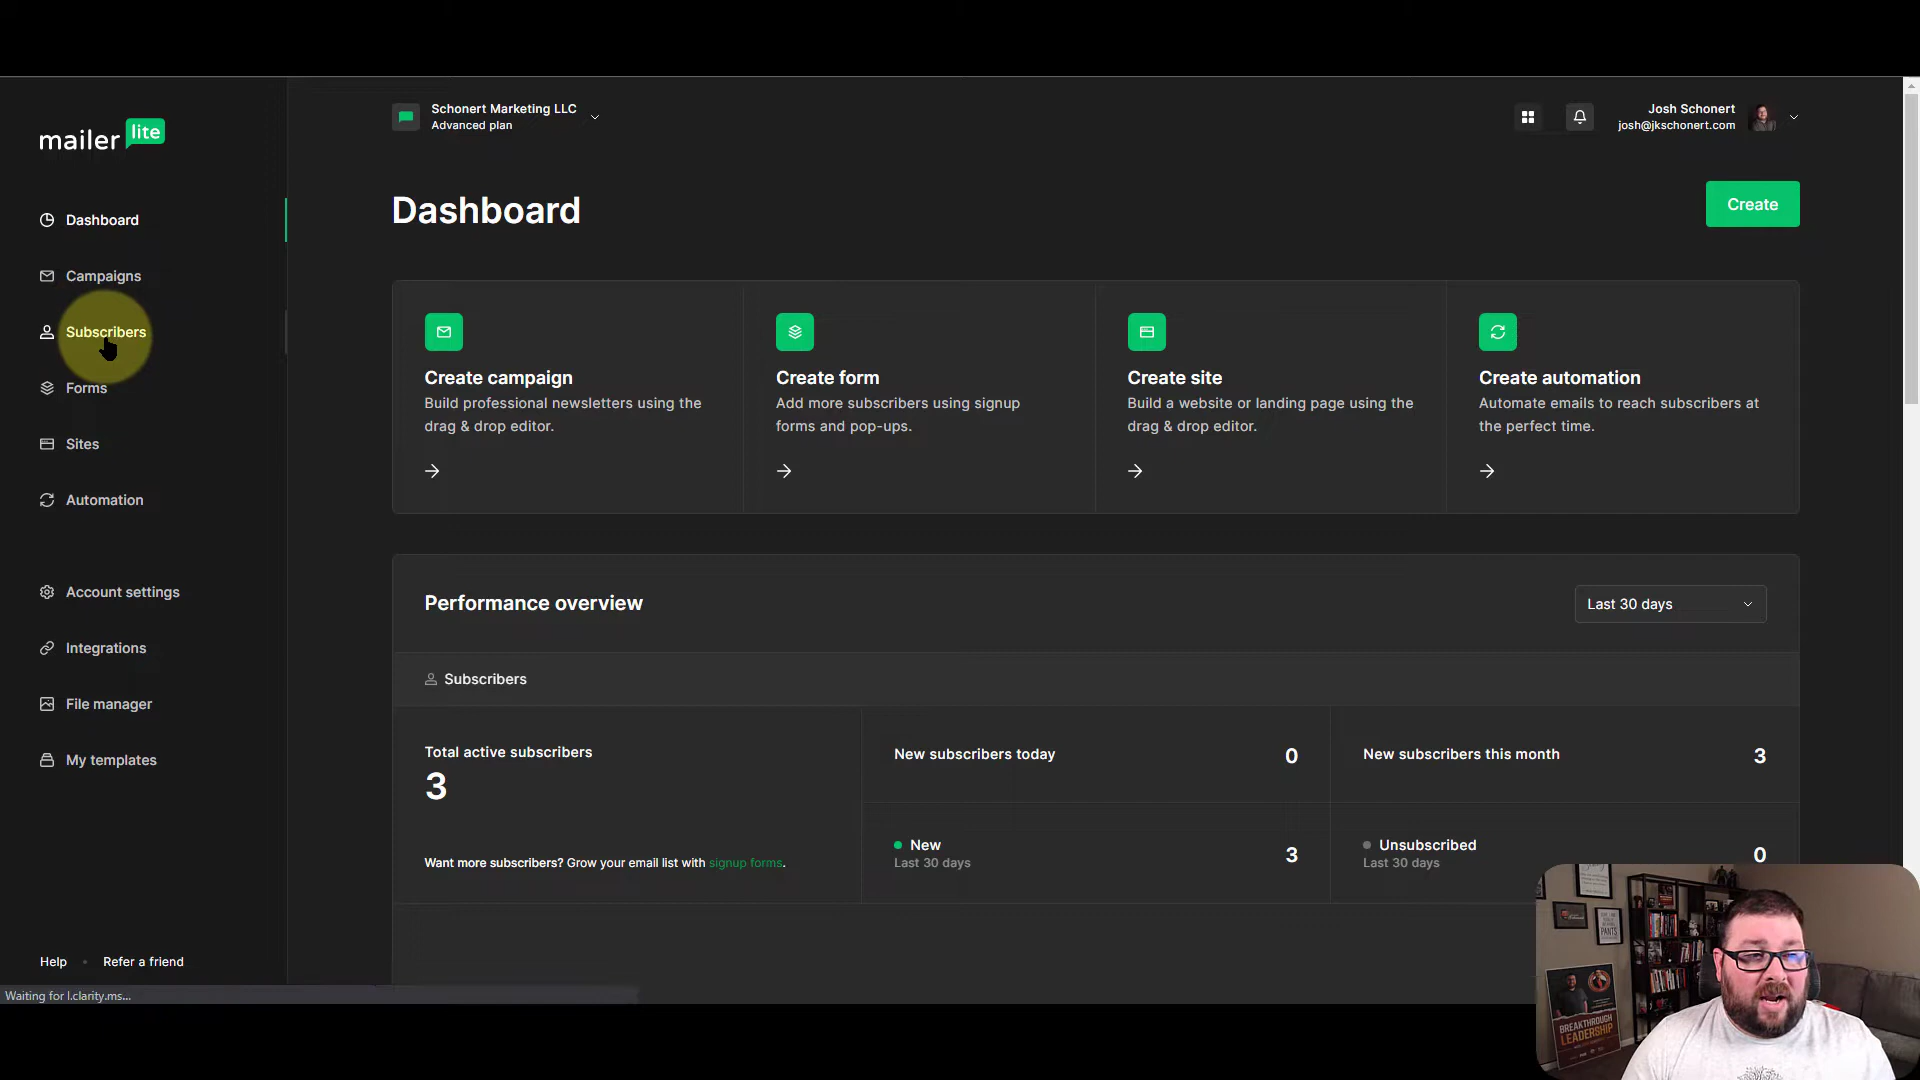 mailer lite
Schonert Marketing LLC
Advanced plan
Josh Schonert
josh@jkschonert.com
Dashboard
Campaigns
Subscribers
Forms
Sites
Automation
Account settings
Integrations
File manager
My templates
Help
Refer a friend
Waiting for l.clarity.ms...
Dashboard
Create
Create campaign
Build professional newsletters using the
drag & drop editor.
Create form
Add more subscribers using signup
forms and pop-ups.
Create site
Build a website or landing page using the
drag & drop editor.
Create automation
Automate emails to reach subscribers at
the perfect time.
Performance overview
Last 30 days
Subscribers
Total active subscribers
3
Want more subscribers? Grow your email list with signup forms.
New subscribers today
0
New subscribers this month
3
New
Last 30 days
3
Unsubscribed
Last 30 days
0
PANTS
BREAKTHROUGH
LEADERSHIP